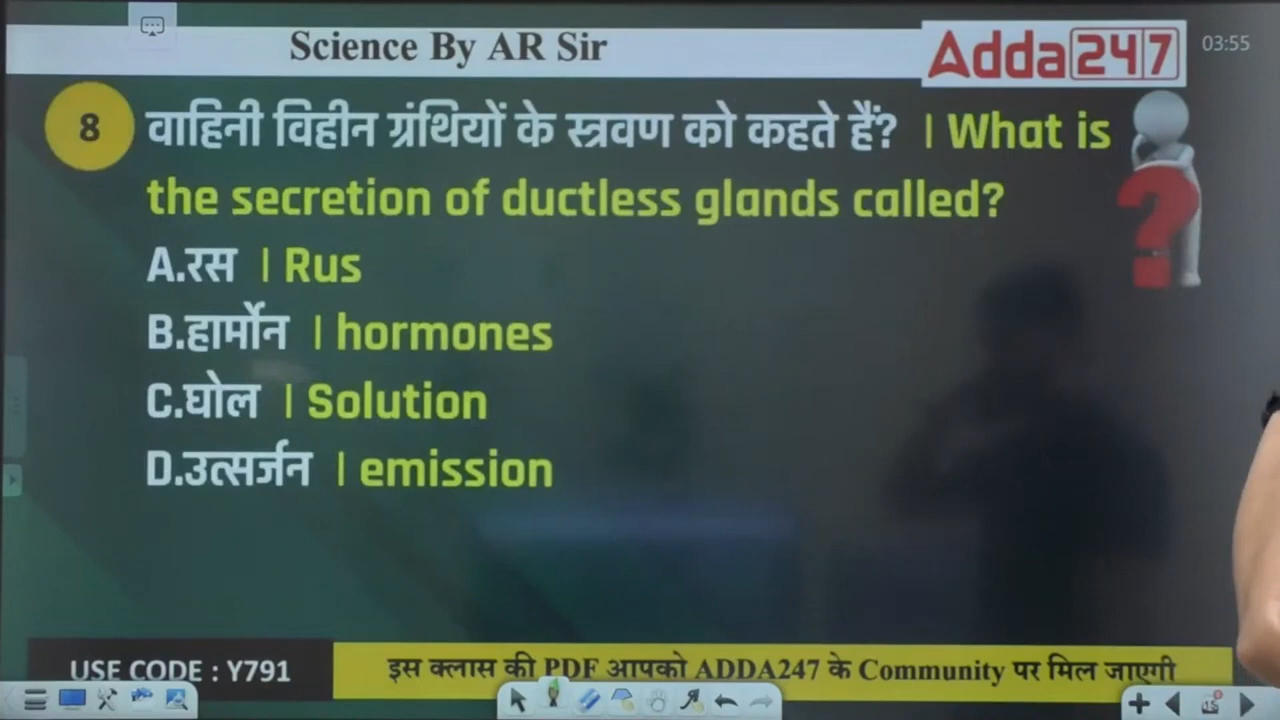 Science By AR Sir
Adda247
03:55
8
वाहिनी विहीन ग्रंथियों के स्त्रवण को कहते हैं? | What is
the secretion of ductless glands called?
A.रस | Rus
B.हार्मोन | hormones
C.घोल | Solution
D.उत्सर्जन | emission
USE CODE : Y791
इस क्लास की PDF आपको ADDA247 के Community पर मिल जाएगी
15